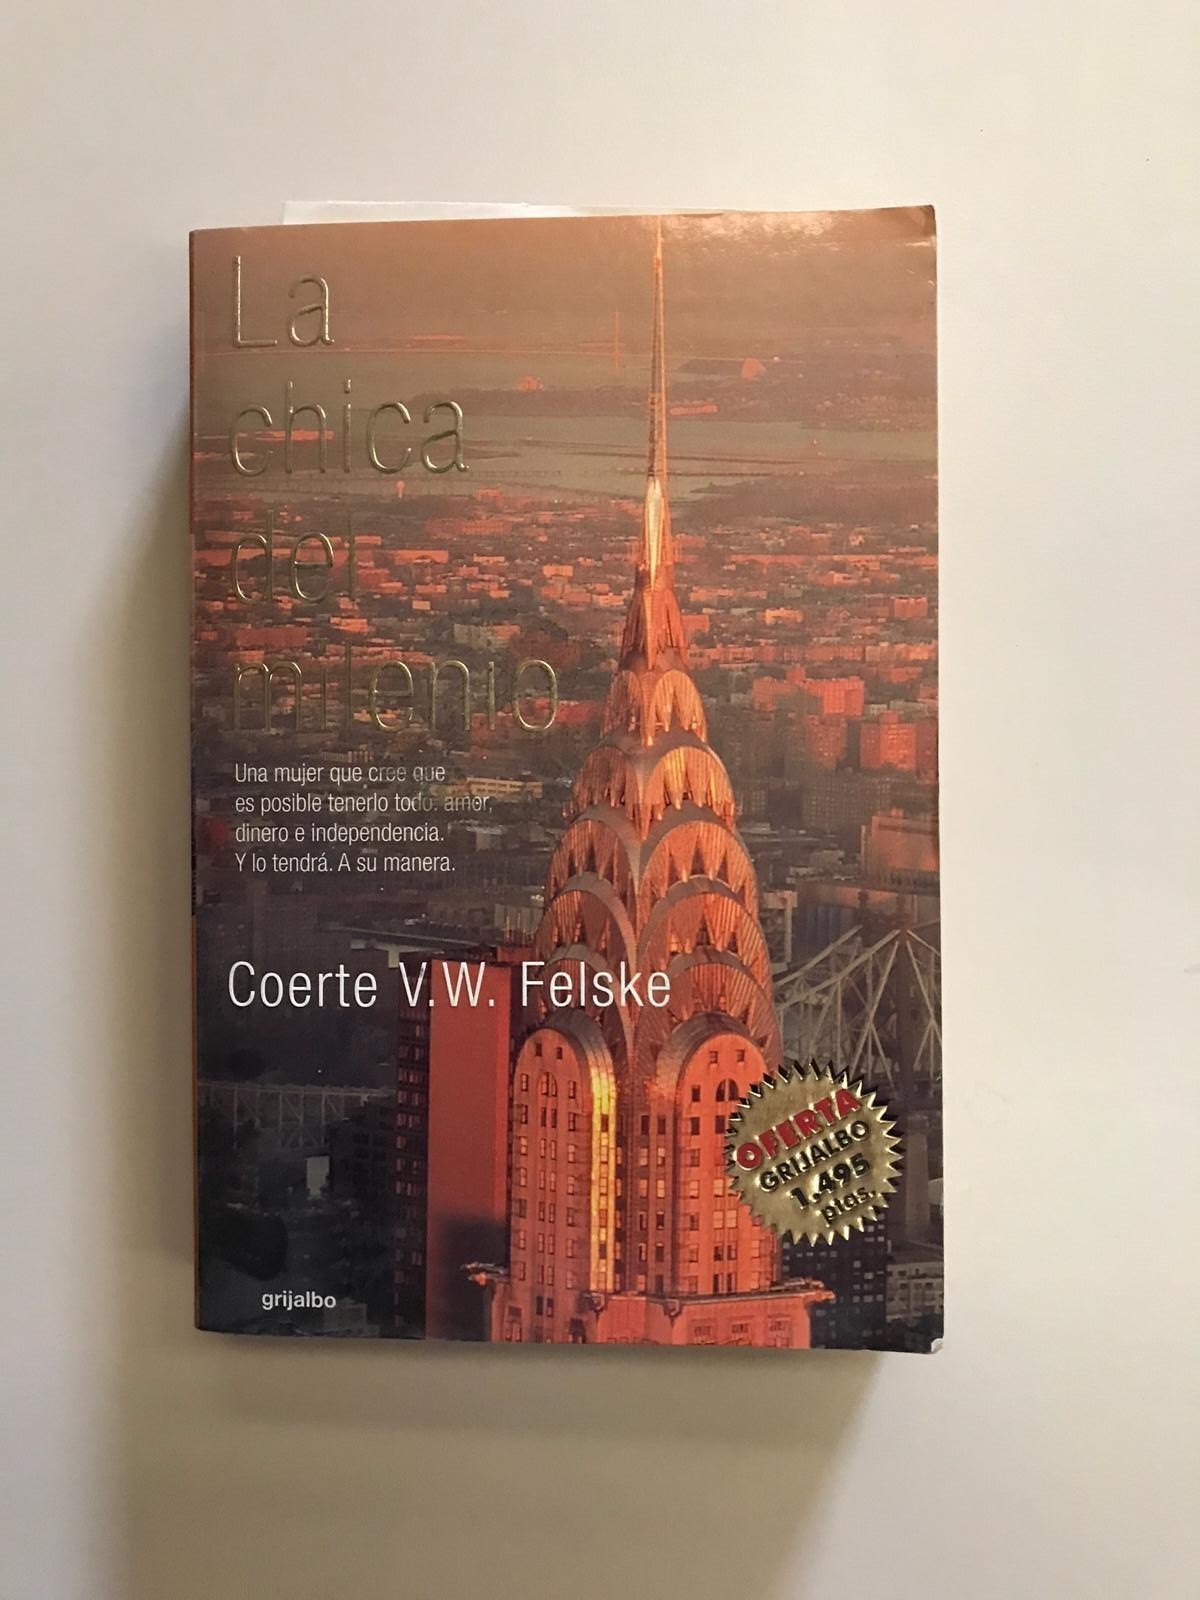 La
chica
del
milenio
Una mujer que cree que
es posible tenerlo todo: amor,
dinero e independencia.
Y lo tendrá. A su manera.
Coerte V.W. Felske
OFERTA
GRIJALBO
1.495
ptas.
grijalbo